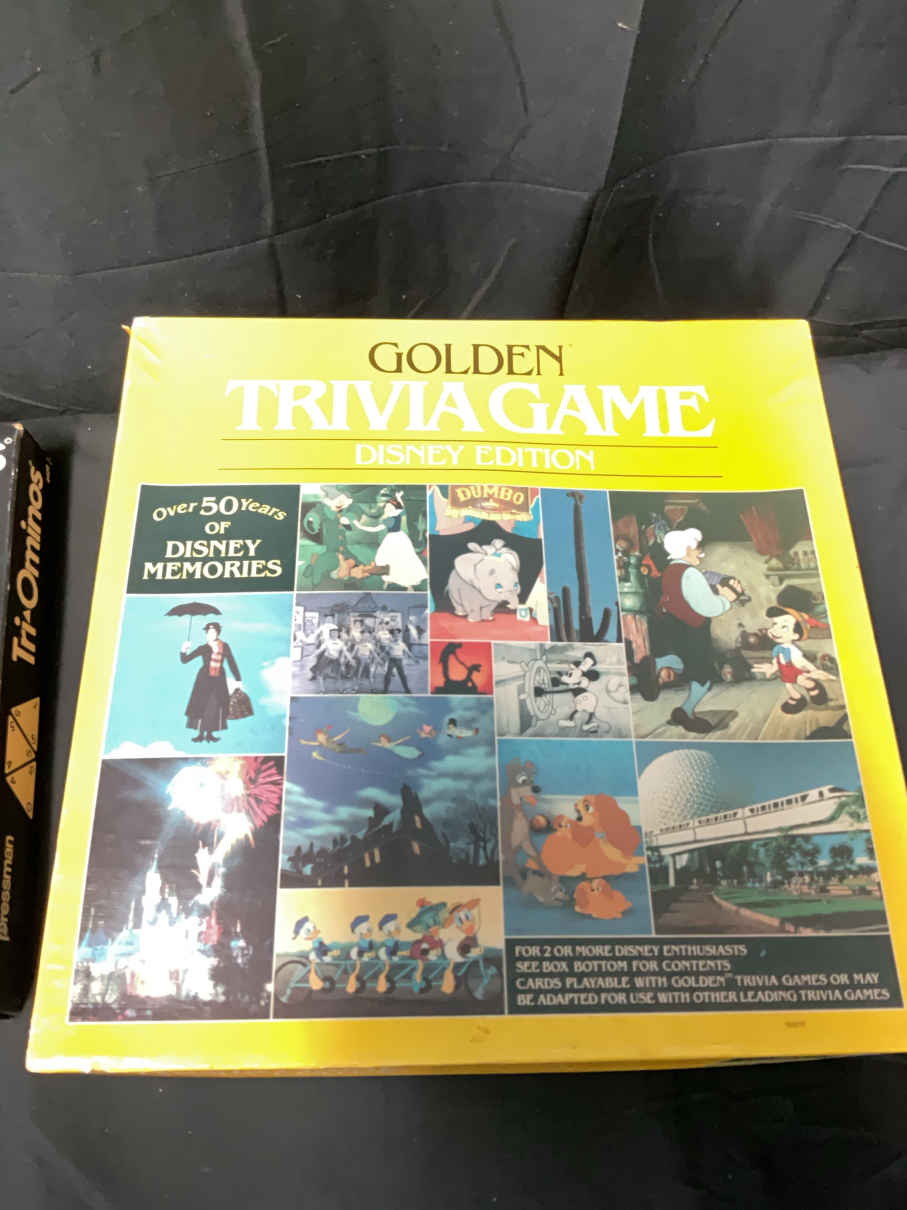 GOLDEN™
TRIVIA GAME
DISNEY EDITION
Over 50 Years
OF
DISNEY
MEMORIES
DUMBO
FOR 2 OR MORE DISNEY ENTHUSIASTS
SEE BOX BOTTOM FOR CONTENTS
CARDS PLAYABLE WITH GOLDEN™ TRIVIA GAMES OR MAY
BE ADAPTED FOR USE WITH OTHER LEADING TRIVIA GAMES
Tri-Ominos
Pressman